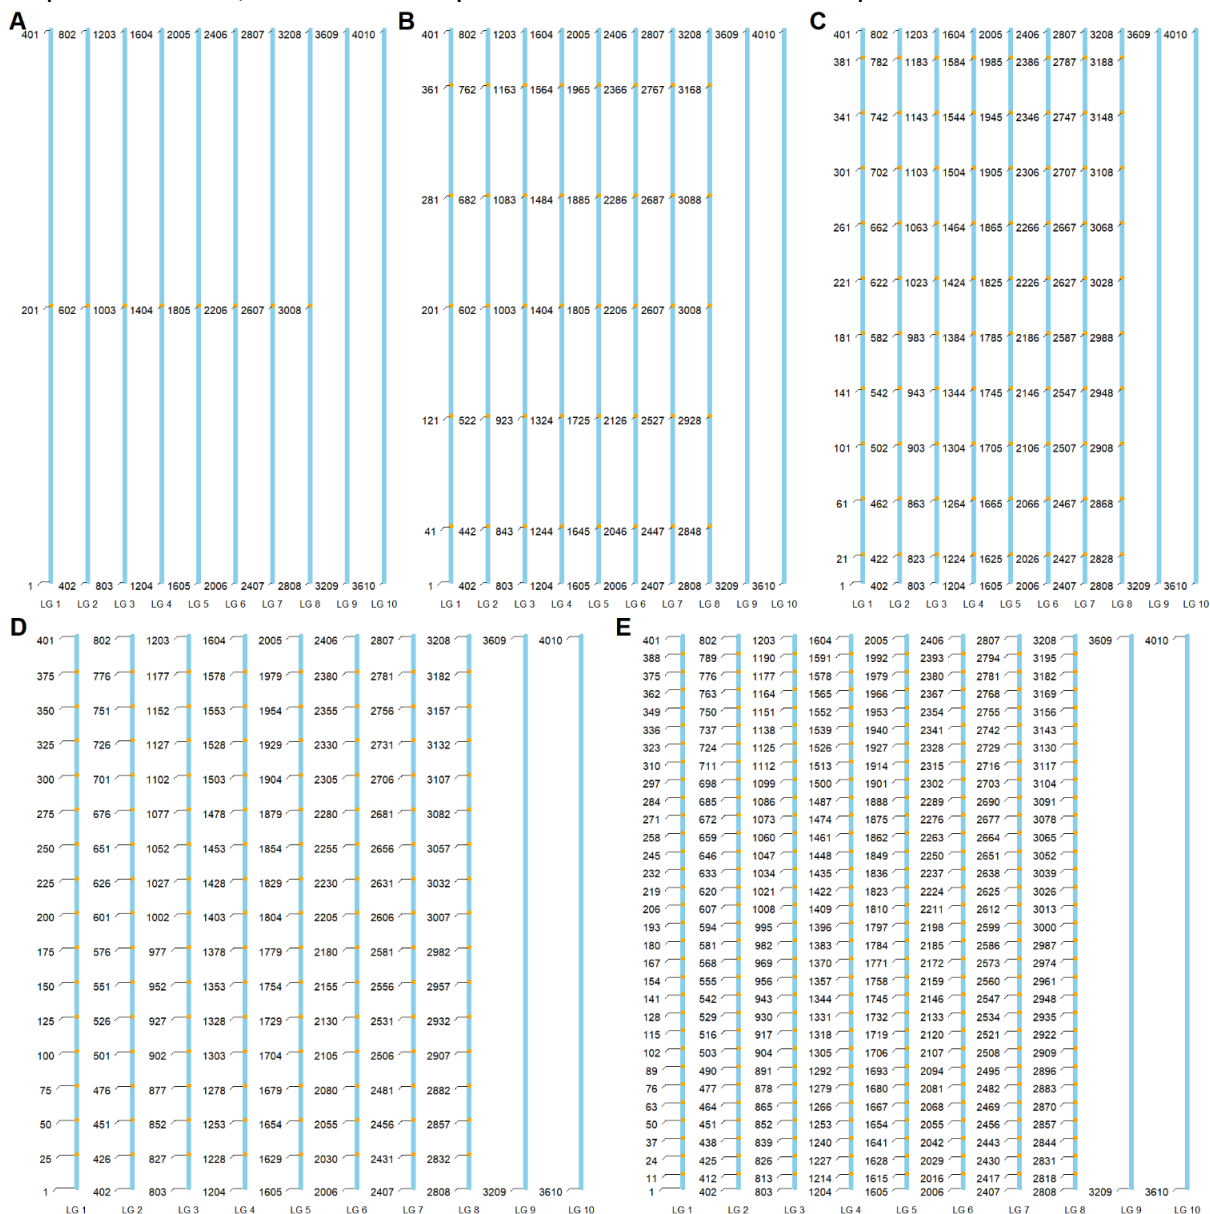 A
401 802 1203 1604 2005 2406 2807 3208 3609 4010
201 602 1003 1404 1805 2206 2607 3008
1 402 803 1204 1605 2006 2407 2808 3209 3610
LG 1 LG 2 LG 3 LG 4 LG 5 LG 6 LG 7 LG 8 LG 9 LG 10
B
401 802 1203 1604 2005 2406 2807 3208 3609 4010
361 762 1163 1564 1965 2366 2767 3168
281 682 1083 1484 1885 2286 2687 3088
201 602 1003 1404 1805 2206 2607 3008
121 522 923 1324 1725 2126 2527 2928
41 442 843 1244 1645 2046 2447 2848
1 402 803 1204 1605 2006 2407 2808 3209 3610
LG 1 LG 2 LG 3 LG 4 LG 5 LG 6 LG 7 LG 8 LG 9 LG 10
C
401 802 1203 1604 2005 2406 2807 3208 3609 4010
381 782 1183 1584 1985 2386 2787 3188
341 742 1143 1544 1945 2346 2747 3148
301 702 1103 1504 1905 2306 2707 3108
261 662 1063 1464 1865 2266 2667 3068
221 622 1023 1424 1825 2226 2627 3028
181 582 983 1384 1785 2186 2587 2988
141 542 943 1344 1745 2146 2547 2948
101 502 903 1304 1705 2106 2507 2908
61 462 863 1264 1665 2066 2467 2868
21 422 823 1224 1625 2026 2427 2828
1 402 803 1204 1605 2006 2407 2808 3209 3610
LG 1 LG 2 LG 3 LG 4 LG 5 LG 6 LG 7 LG 8 LG 9 LG 10
D
401 802 1203 1604 2005 2406 2807 3208 3609 4010
375 776 1177 1578 1979 2380 2781 3182
350 751 1152 1553 1954 2355 2756 3157
325 726 1127 1528 1929 2330 2731 3132
300 701 1102 1503 1904 2305 2706 3107
275 676 1077 1478 1879 2280 2681 3082
250 651 1052 1453 1854 2255 2656 3057
225 626 1027 1428 1829 2230 2631 3032
200 601 1002 1403 1804 2205 2606 3007
175 576 977 1378 1779 2180 2581 2982
150 551 952 1353 1754 2155 2556 2957
125 526 927 1328 1729 2130 2531 2932
100 501 902 1303 1704 2105 2506 2907
75 476 877 1278 1679 2080 2481 2882
50 451 852 1253 1654 2055 2456 2857
25 426 827 1228 1629 2030 2431 2832
1 402 803 1204 1605 2006 2407 2808 3209 3610
LG 1 LG 2 LG 3 LG 4 LG 5 LG 6 LG 7 LG 8 LG 9 LG 10
E
401 802 1203 1604 2005 2406 2807 3208 3609 4010
388 789 1190 1591 1992 2393 2794 3195
375 776 1177 1578 1979 2380 2781 3182
362 763 1164 1565 1966 2367 2768 3169
349 750 1151 1552 1953 2354 2755 3156
336 737 1138 1539 1940 2341 2742 3143
323 724 1125 1526 1927 2328 2729 3130
310 711 1112 1513 1914 2315 2716 3117
297 698 1099 1500 1901 2302 2703 3104
284 685 1086 1487 1888 2289 2690 3091
271 672 1073 1474 1875 2276 2677 3078
258 659 1060 1461 1862 2263 2664 3065
245 646 1047 1448 1849 2250 2651 3052
232 633 1034 1435 1836 2237 2638 3039
219 620 1021 1422 1823 2224 2625 3026
206 607 1008 1409 1810 2211 2612 3013
193 594 995 1396 1797 2198 2599 3000
180 581 982 1383 1784 2185 2586 2987
167 568 969 1370 1771 2172 2573 2974
154 555 956 1357 1758 2159 2560 2961
141 542 943 1344 1745 2146 2547 2948
128 529 930 1331 1732 2133 2534 2935
115 516 917 1318 1719 2120 2521 2922
102 503 904 1305 1706 2107 2508 2909
89 490 891 1292 1693 2094 2495 2896
76 477 878 1279 1680 2081 2482 2883
63 464 865 1266 1667 2068 2469 2870
50 451 852 1253 1654 2055 2456 2857
37 438 839 1240 1641 2042 2443 2844
24 425 826 1227 1628 2029 2430 2831
11 412 813 1214 1615 2016 2417 2818
1 402 803 1204 1605 2006 2407 2808 3209 3610
LG 1 LG 2 LG 3 LG 4 LG 5 LG 6 LG 7 LG 8 LG 9 LG 10